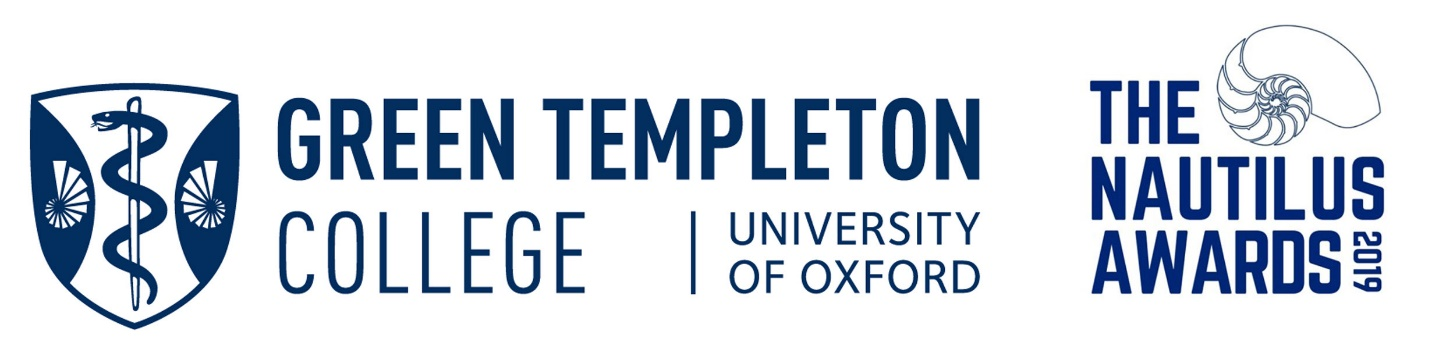 GREEN TEMPLETON
COLLEGE
UNIVERSITY
OF OXFORD
THE
NAUTILUS
AWARDS 2019